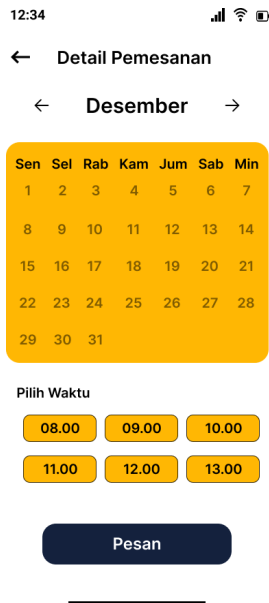 12:34
Detail Pemesanan
Desember
Sen Sel Rab Kam Jum Sab Min
1 2 3 4 5 6 7
8 9 10 11 12 13 14
15 16 17 18 19 20 21
22 23 24 25 26 27 28
29 30 31
Pilih Waktu
08.00 09.00 10.00
11.00 12.00 13.00
Pesan